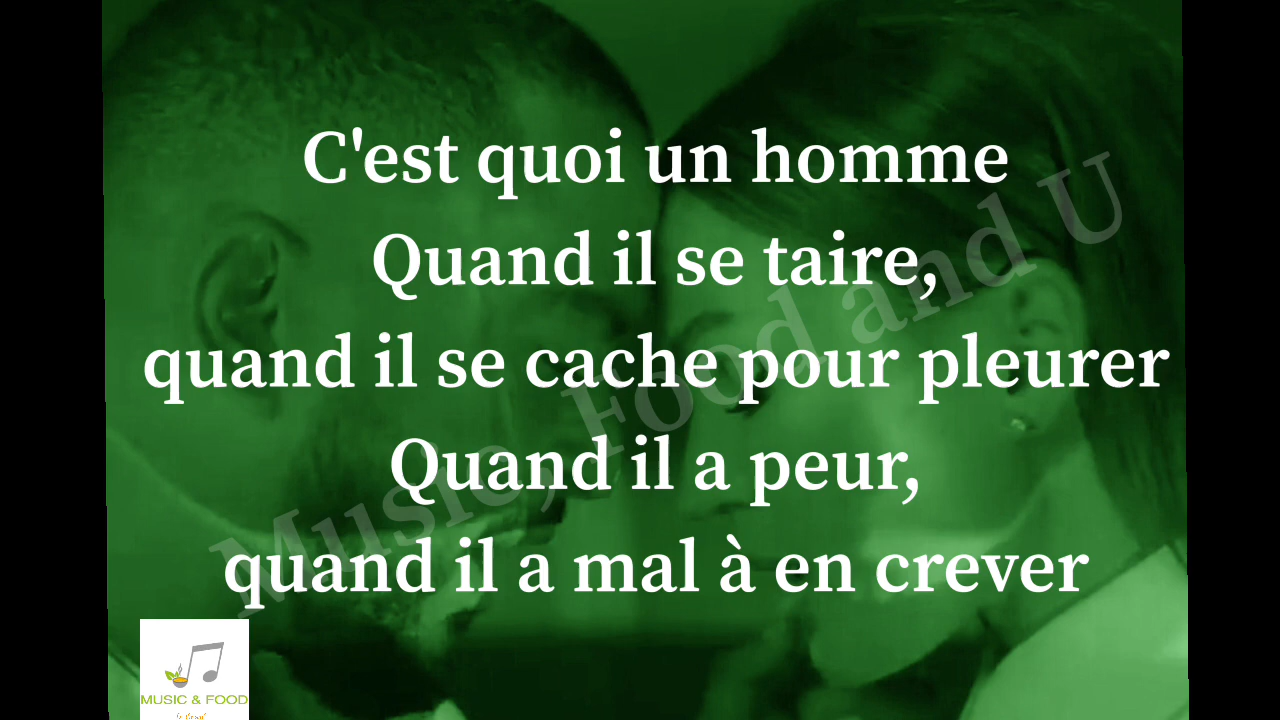 C'est quoi un homme
Quand il se taire,
quand il se cache pour pleurer
Quand il a peur,
quand il a mal à en crever
Music, Food and U
MUSIC & FOOD